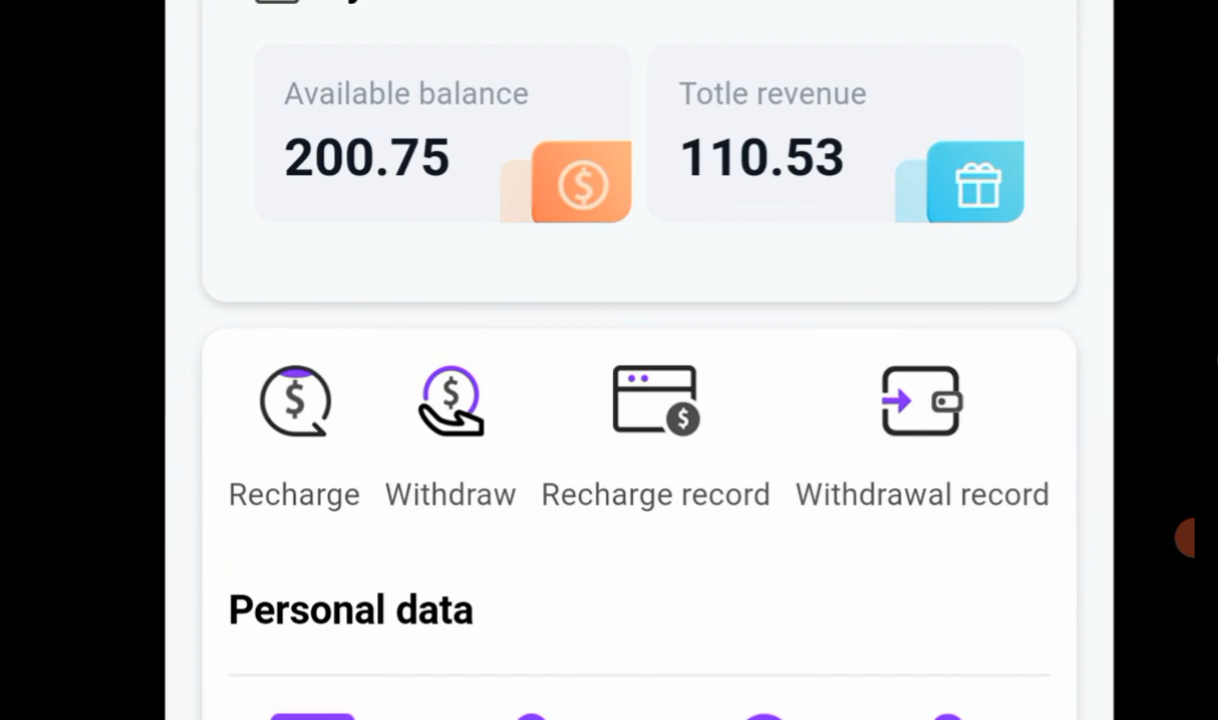 Available balance
Totle revenue
200.75
110.53
Recharge
Withdraw
Recharge record
Withdrawal record
Personal data